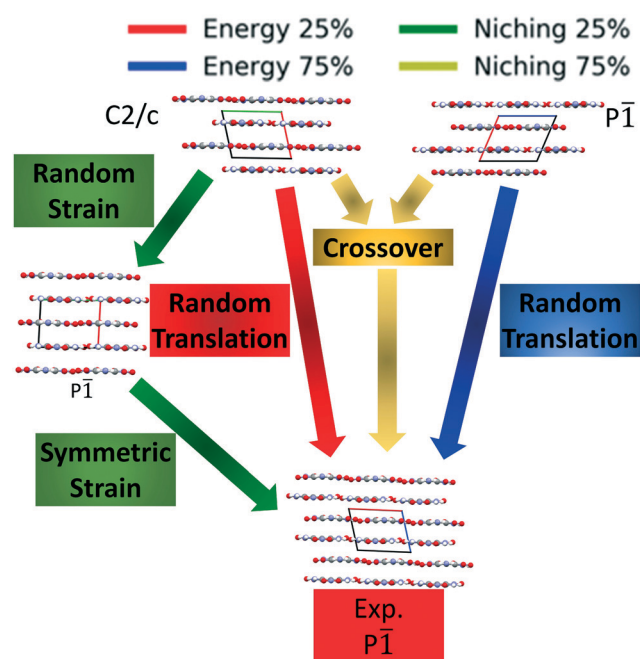 Energy 25%
Niching 25%
Energy 75%
Niching 75%
C2/c
P1̅
Random
Strain
Crossover
Random
Translation
Random
Translation
P1̅
Symmetric
Strain
Exp.
P1̅